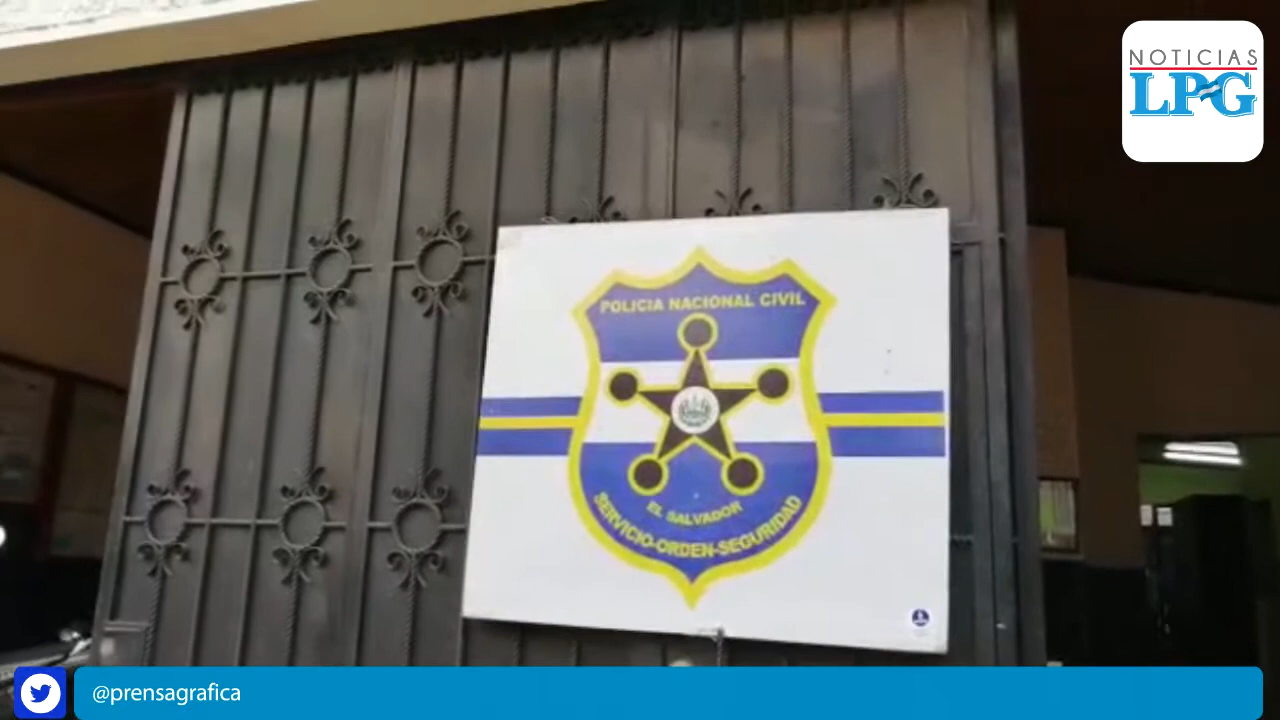 NOTICIAS
LPG
POLICIA NACIONAL CIVIL
EL SALVADOR
SERVICIO-ORDEN-SEGURIDAD
@prensagrafica